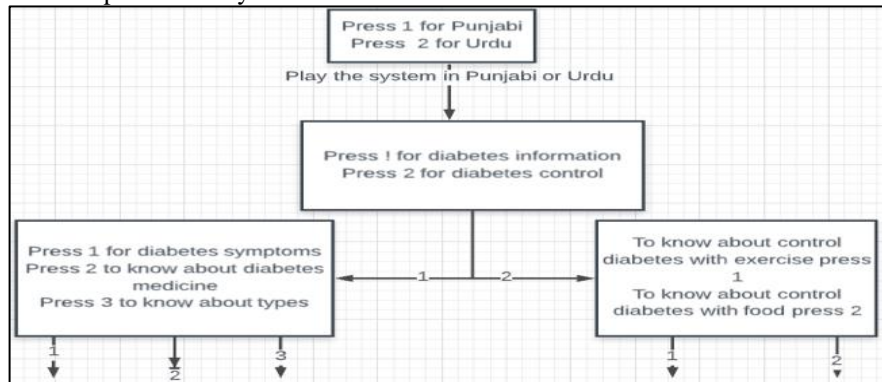 Press 1 for Punjabi
Press 2 for Urdu
Play the system in Punjabi or Urdu
Press ! for diabetes information
Press 2 for diabetes control
Press 1 for diabetes symptoms
Press 2 to know about diabetes
medicine
Press 3 to know about types
1
2
To know about control
diabetes with exercise press
1
To know about control
diabetes with food press 2
1
2
3
1
2